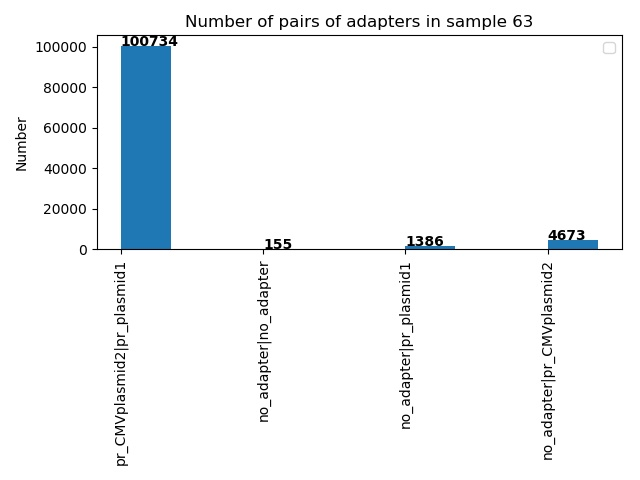 Number of pairs of adapters in sample 63
Number
100000
80000
60000
40000
20000
0
100734
155
1386
4673
pr_CMVplasmid2|pr_plasmid1
no_adapter|no_adapter
no_adapter|pr_plasmid1
no_adapter|pr_CMVplasmid2